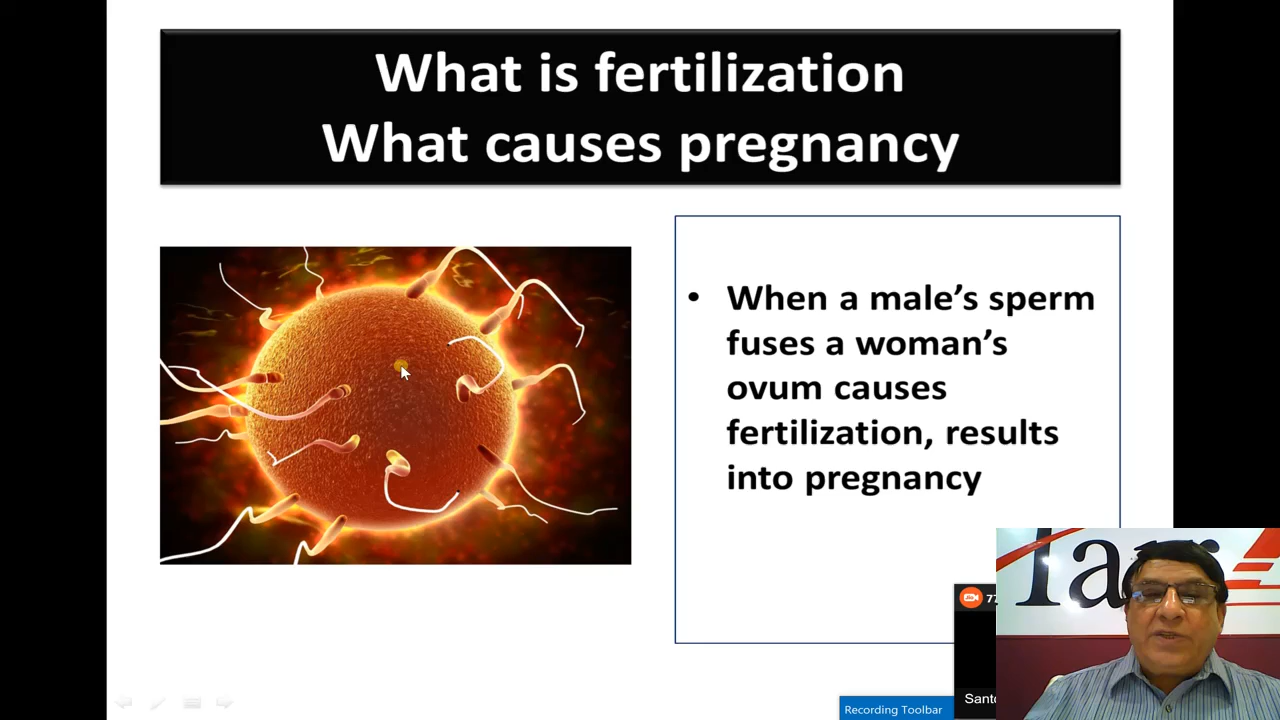 What is fertilization
What causes pregnancy
• When a male’s sperm
fuses a woman’s
ovum causes
fertilization, results
into pregnancy
77
Recording Toolbar